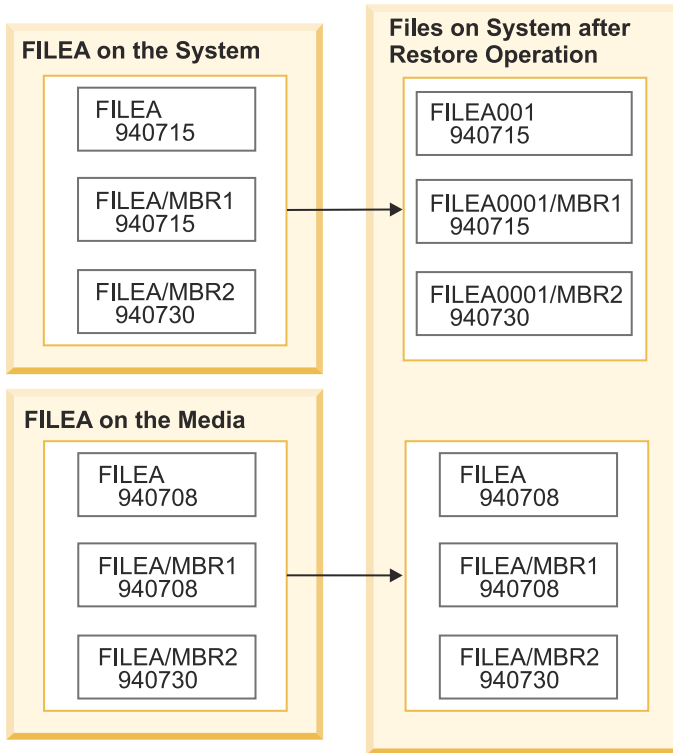 FILEA on the System
FILEA
940715
FILEA/MBR1
940715
FILEA/MBR2
940730
Files on System after
Restore Operation
FILEA001
940715
FILEA0001/MBR1
940715
FILEA0001/MBR2
940730
FILEA on the Media
FILEA
940708
FILEA/MBR1
940708
FILEA/MBR2
940730
FILEA
940708
FILEA/MBR1
940708
FILEA/MBR2
940730